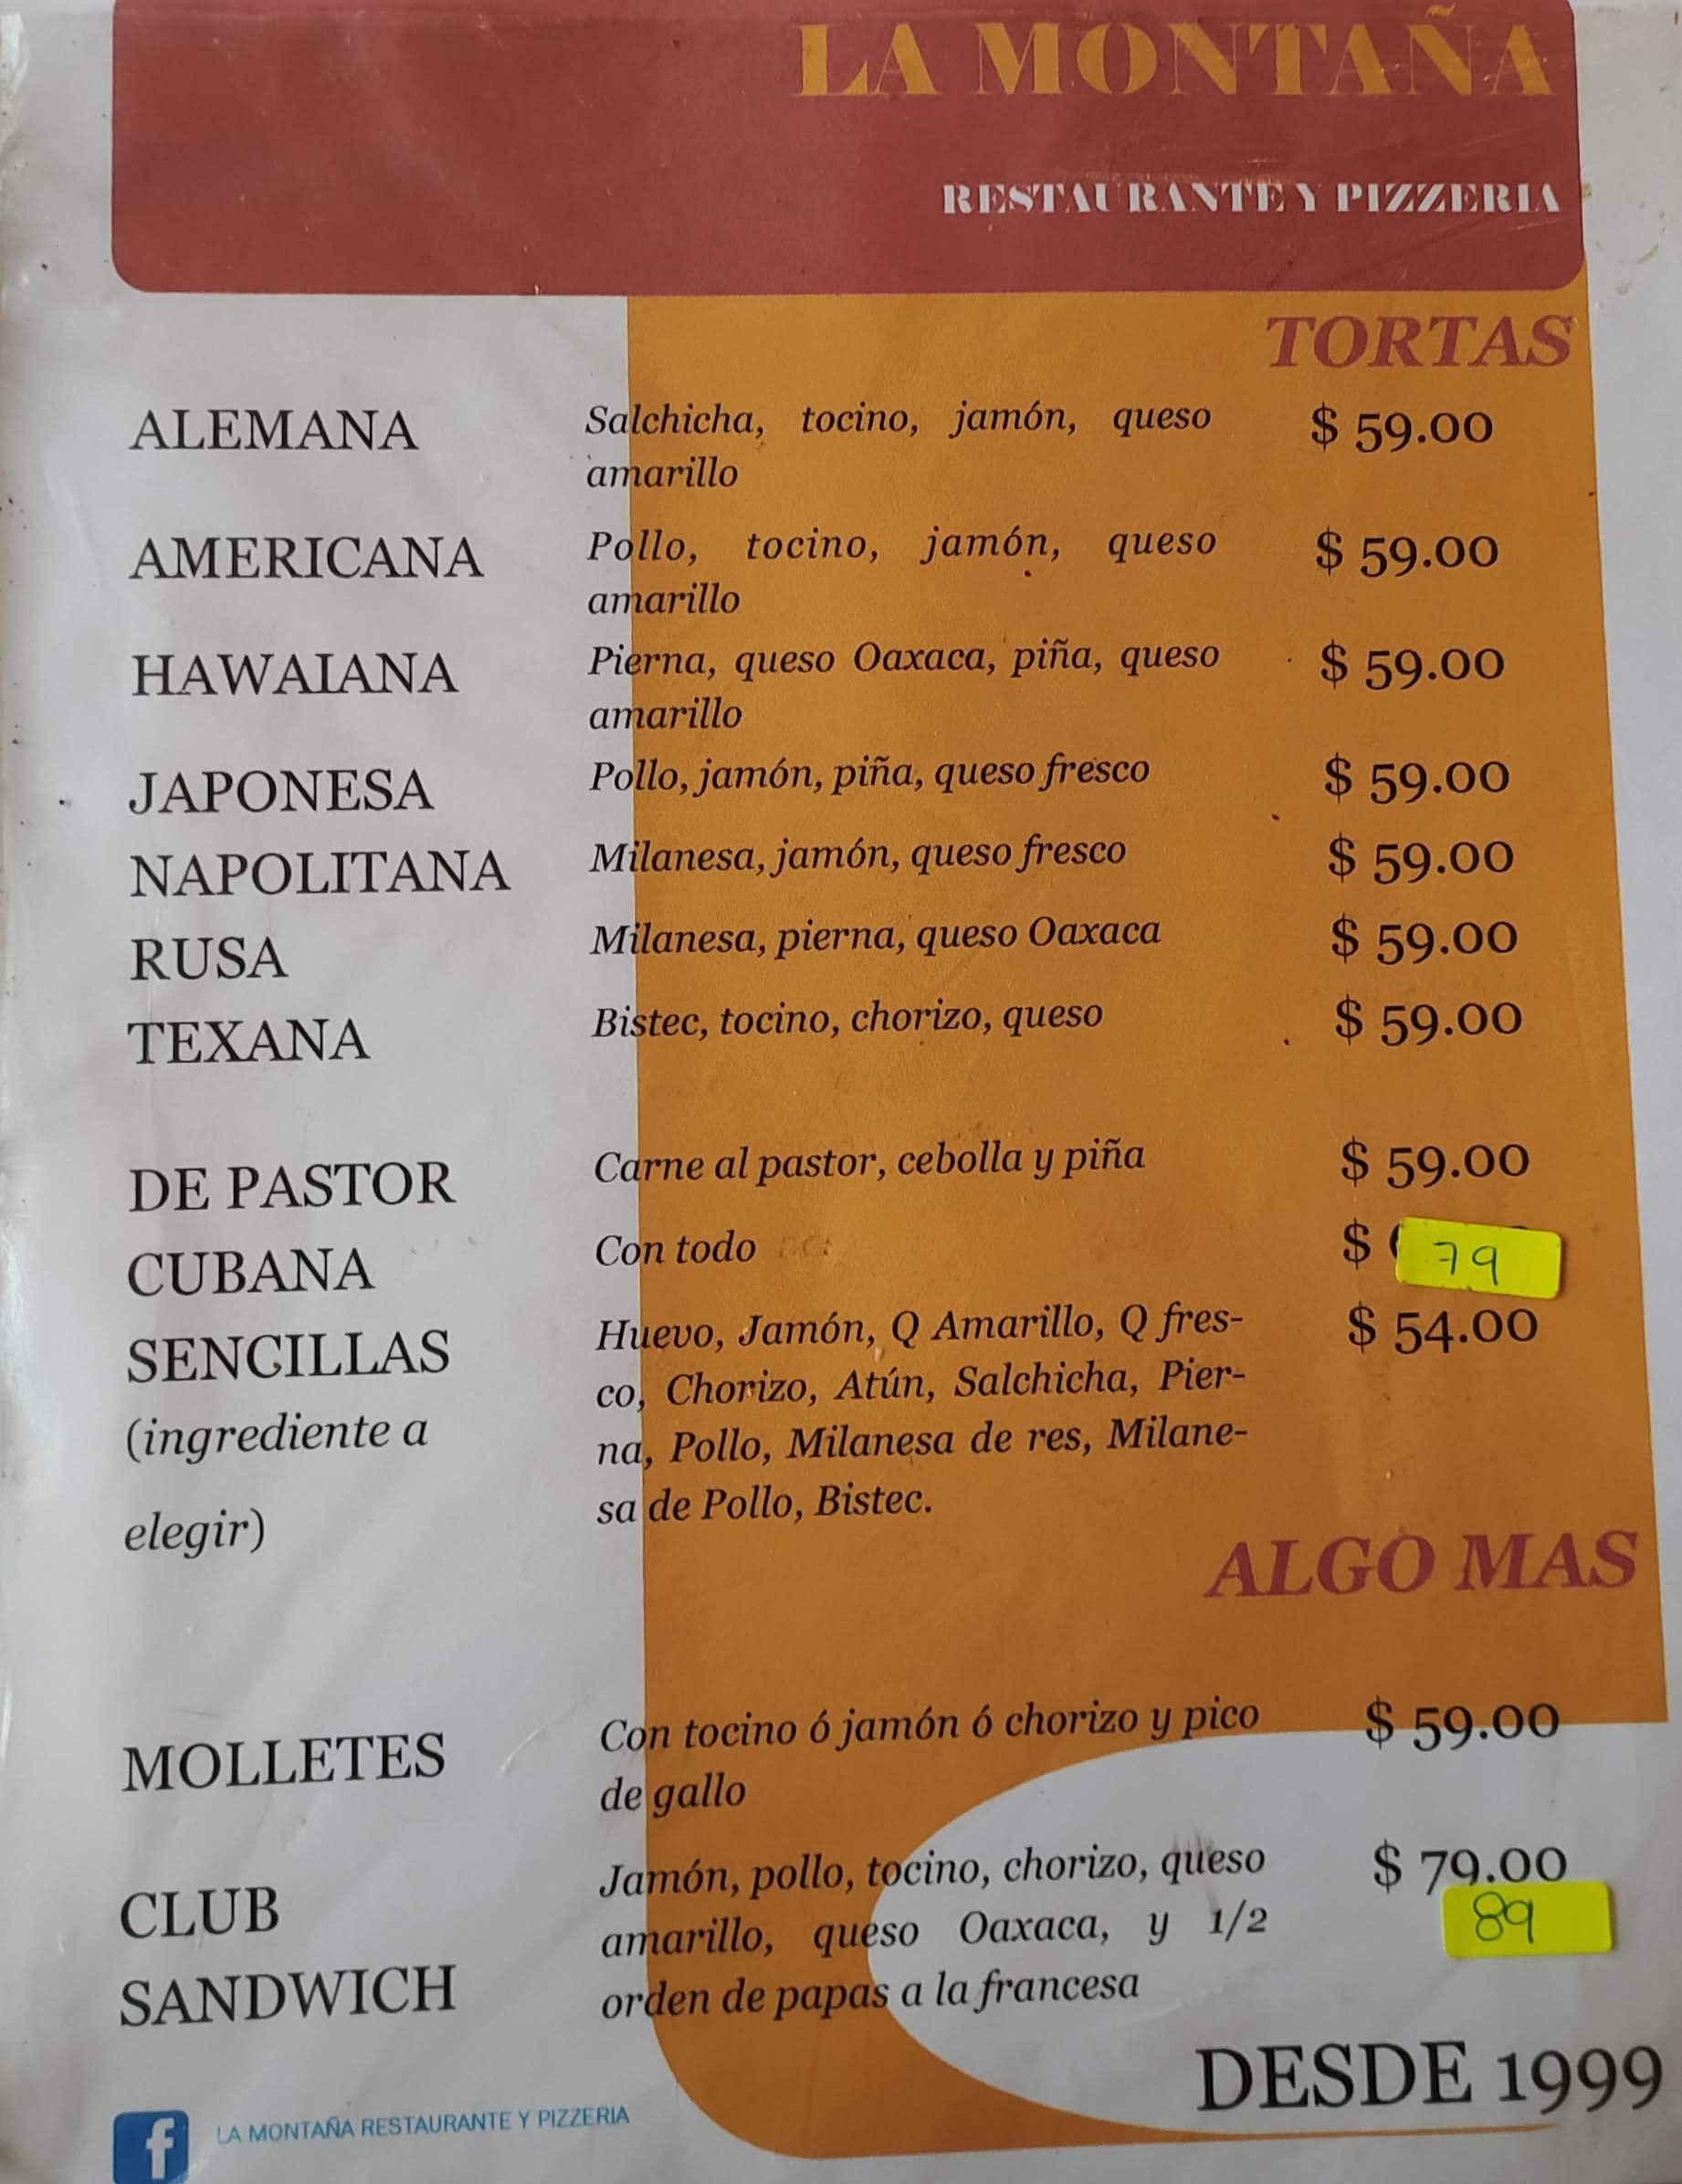 LA MONTAÑA
RESTAURANTE Y PIZZERIA
TORTAS
ALEMANA Salchicha, tocino, jamón, queso $ 59.00
amarillo
AMERICANA Pollo, tocino, jamón, queso $ 59.00
amarillo
HAWAIANA Pierna, queso Oaxaca, piña, queso $ 59.00
amarillo
JAPONESA Pollo, jamón, piña, queso fresco $ 59.00
NAPOLITANA Milanesa, jamón, queso fresco $ 59.00
RUSA Milanesa, pierna, queso Oaxaca $ 59.00
TEXANA Bistec, tocino, chorizo, queso $ 59.00
DE PASTOR Carne al pastor, cebolla y piña $ 59.00
CUBANA Con todo $ 79
SENCILLAS Huevo, Jamón, Q Amarillo, Q fres- $ 54.00
co, Chorizo, Atún, Salchicha, Pier-
(ingrediente a na, Pollo, Milanesa de res, Milane-
elegir) sa de Pollo, Bistec.
ALGO MAS
MOLLETES Con tocino ó jamón ó chorizo y pico $ 59.00
de gallo
CLUB Jamón, pollo, tocino, chorizo, queso $ 79.00
amarillo, queso Oaxaca, y 1/2 89
SANDWICH orden de papas a la francesa
DESDE 1999
f LA MONTAÑA RESTAURANTE Y PIZZERIA